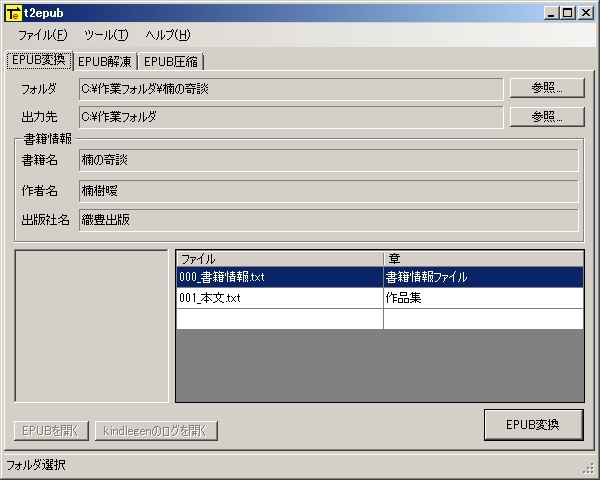 t2epub
ファイル(F) ツール(T) ヘルプ(H)
EPUB変換 EPUB解凍 EPUB圧縮
フォルダ C:¥作業フォルダ¥楠の奇談 参照...
出力先 C:¥作業フォルダ 参照...
書籍情報
書籍名 楠の奇談
作者名 楠樹暖
出版社名 織豊出版
ファイル 章
000_書籍情報.txt 書籍情報ファイル
001_本文.txt 作品集
EPUBを開く kindlegenのログを開く EPUB変換
フォルダ選択